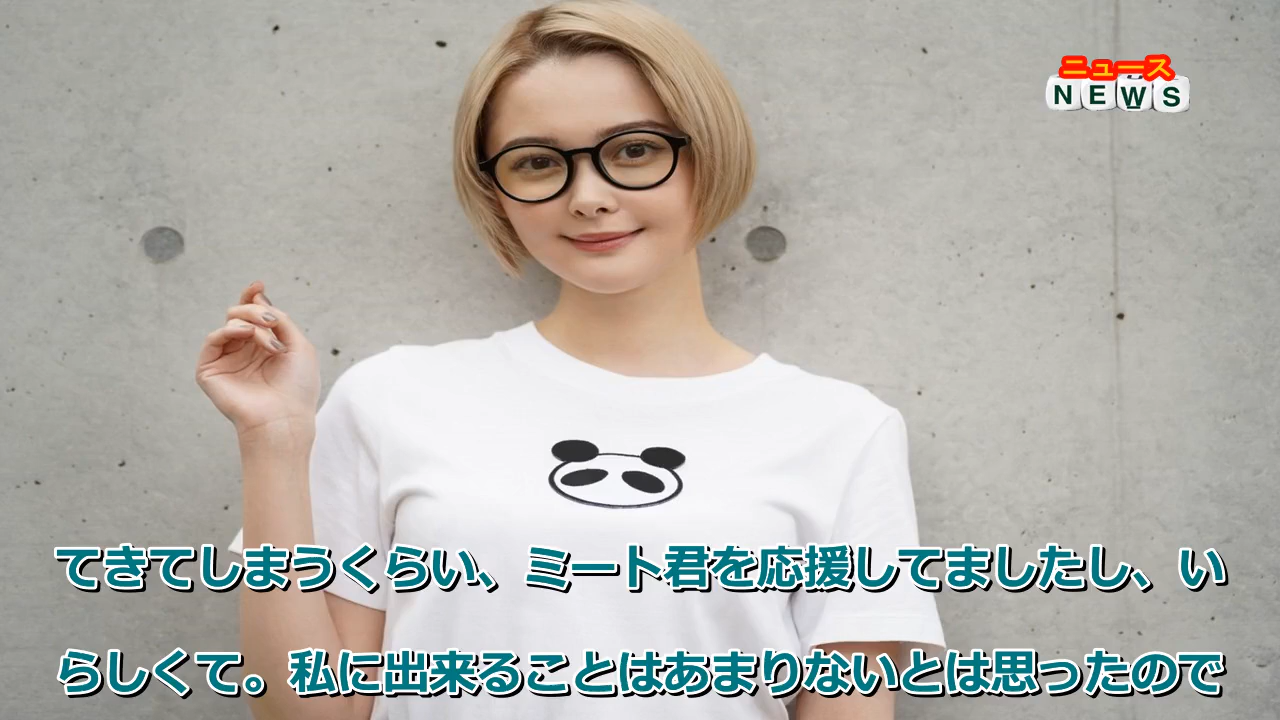 ニュース
NEWS
てきてしまうくらい、ミート君を応援してましたし、い
らしくて。私に出来ることはあまりないとは思ったので